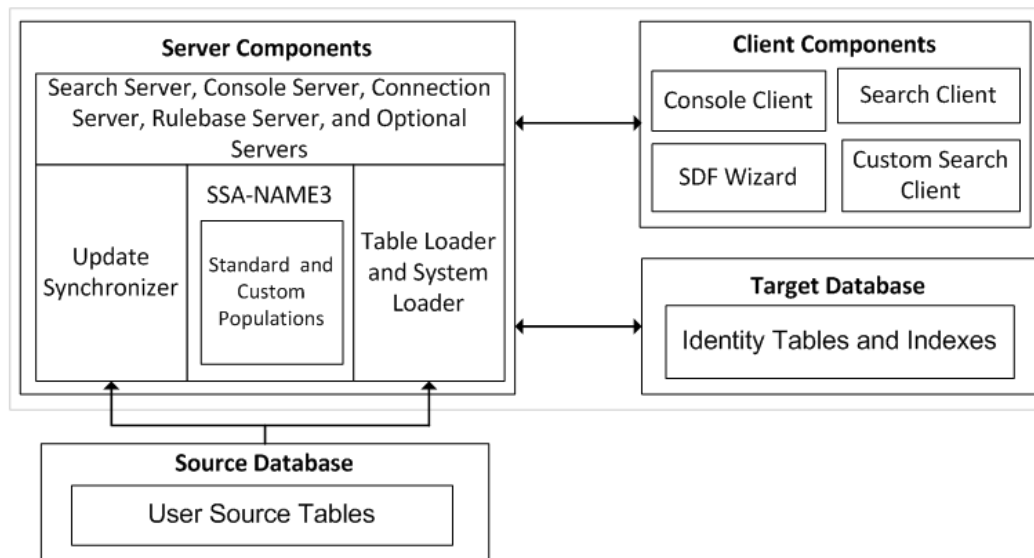 Server Components
Search Server, Console Server, Connection
Server, Rulebase Server, and Optional
Servers
Update
Synchronizer
SSA-NAME3
Standard and
Custom
Populations
Table Loader
and System
Loader
Client Components
Console Client
Search Client
SDF Wizard
Custom Search
Client
Target Database
Identity Tables and Indexes
Source Database
User Source Tables